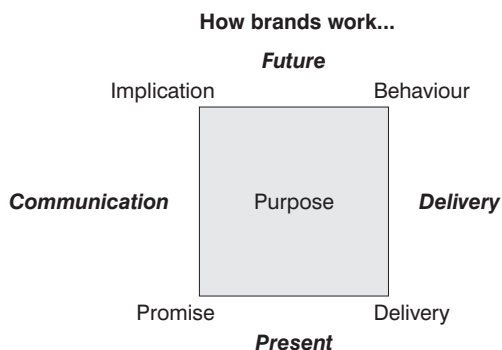 How brands work...
Future
Implication Behaviour
Communication Purpose Delivery
Promise Delivery
Present